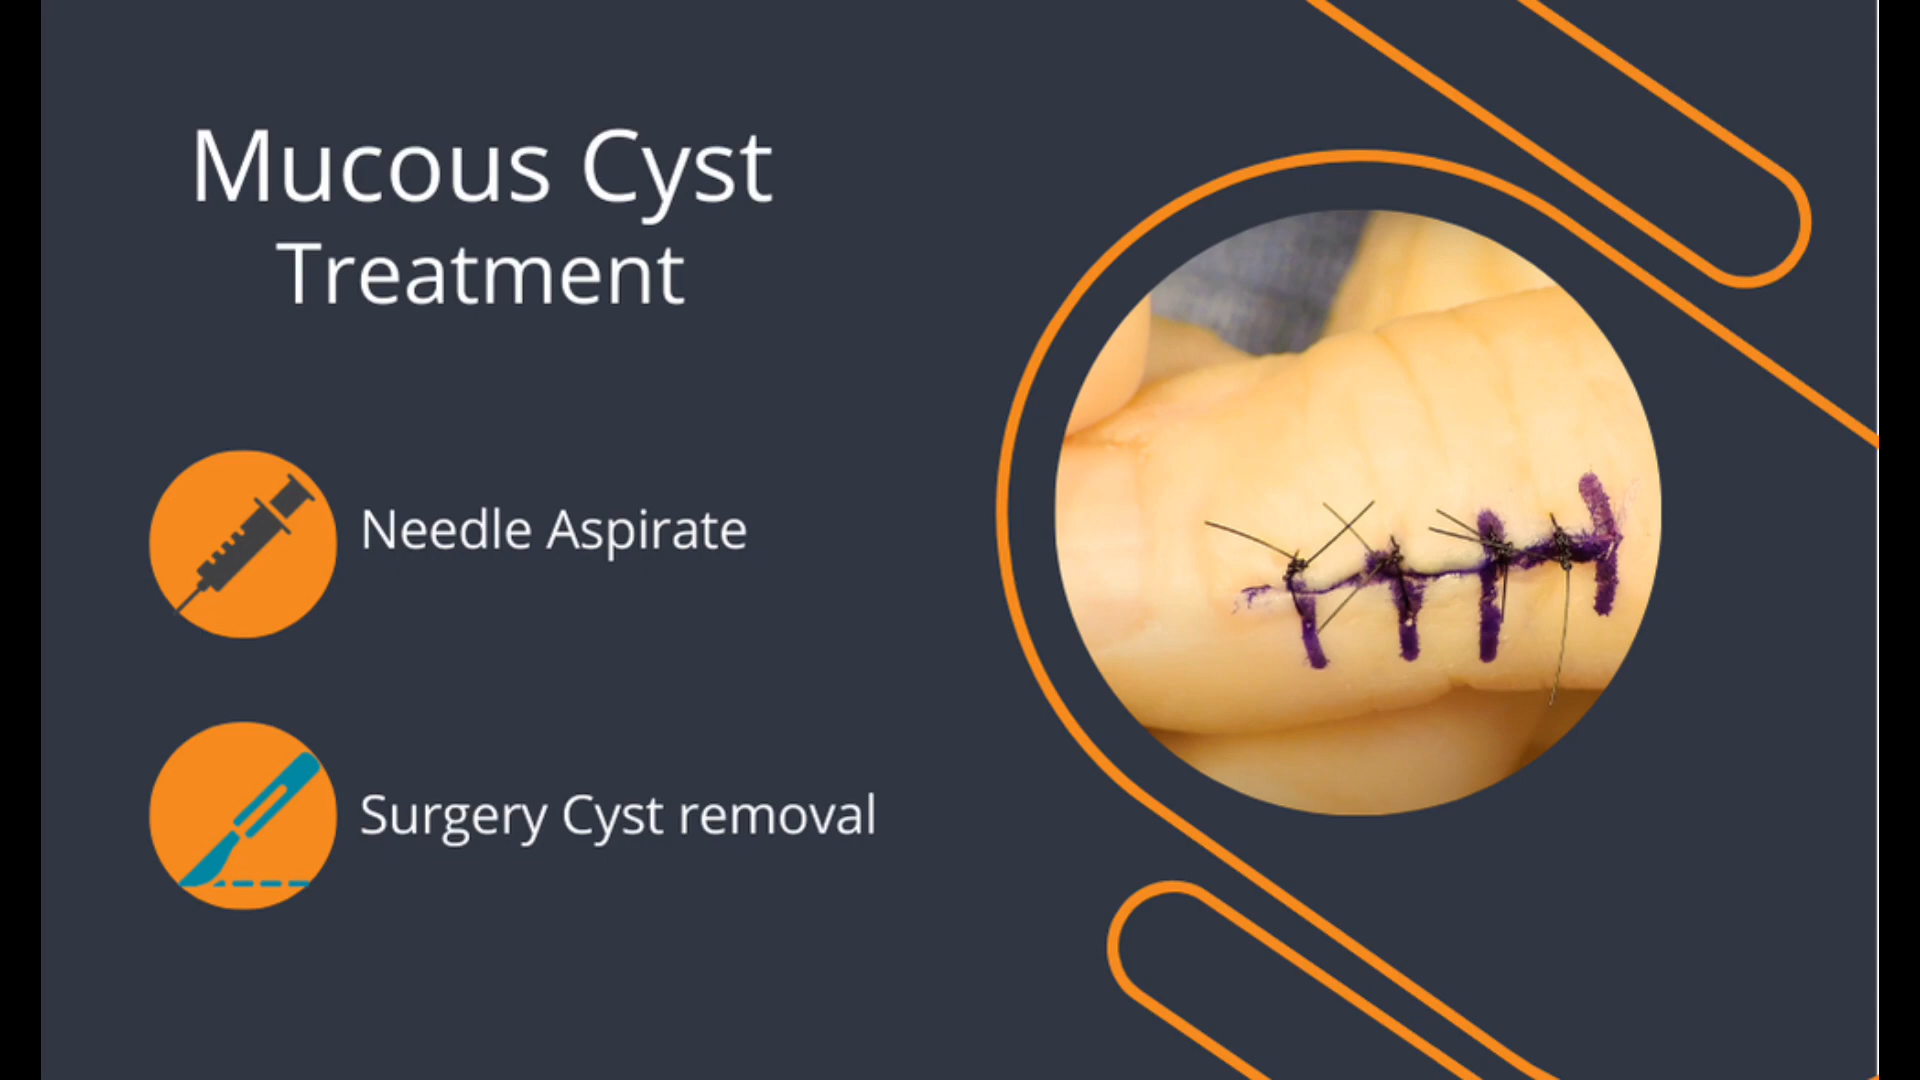 Mucous Cyst
Treatment
Needle Aspirate
Surgery Cyst removal